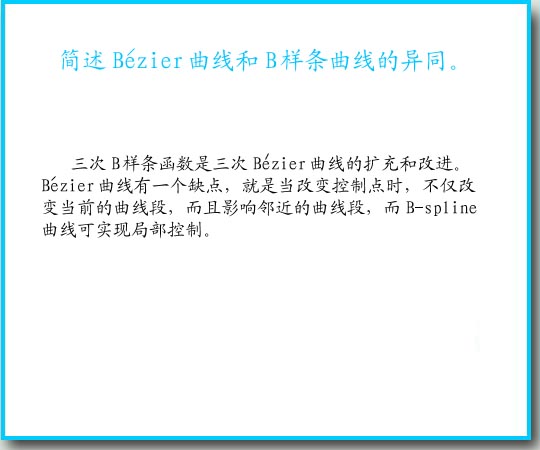 简述 Bézier 曲线和 B 样条曲线的异同。
三次 B 样条函数是三次 Bézier 曲线的扩充和改进。
Bézier 曲线有一个缺点，就是当改变控制点时，不仅改
变当前的曲线段，而且影响邻近的曲线段，而 B-spline
曲线可实现局部控制。